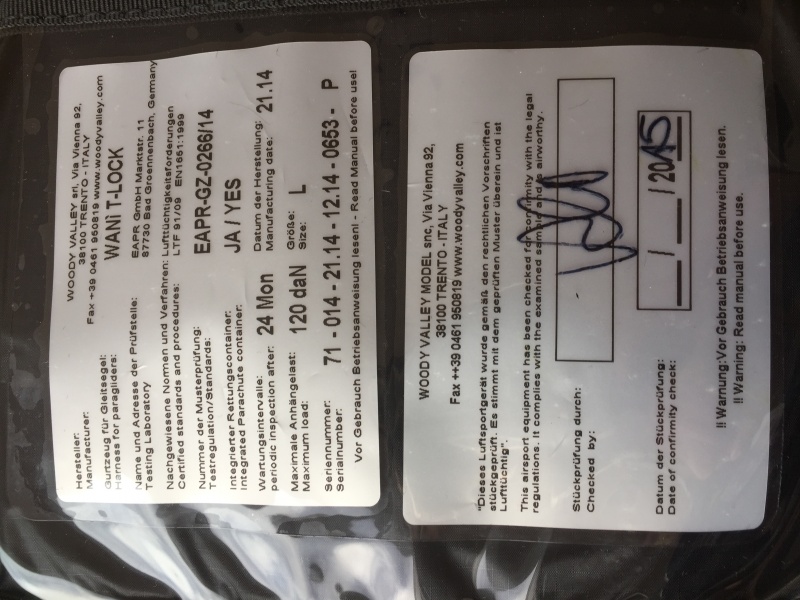 Hersteller: WOODY VALLEY srl, Via Vienna 92,
Manufacturer: 38100 TRENTO - ITALY
Fax +39 0461 950819 www.woodyvalley.com
Gurtzeug für Gleitsegel:
Harness for paragliders: WANI T-LOCK
Name und Adresse der Prüfstelle: EAPR GmbH Marktstr. 11
Testing Laboratory 87730 Bad Groennenbach, Germany
Nachgewiesene Normen und Verfahren: Lufttüchtigkeitsforderungen
Certified standards and procedures: LTF 91/09 EN1651:1999
Nummer der Musterprüfung:
Testregulation/Standards: EAPR-GZ-0266/14
Integrierter Rettungscontainer:
Integrated Parachute container: JA / YES
Wartungsintervalle: Datum der Herstellung:
periodic inspection after: 24 Mon Manufacturing date: 21.14
Maximale Anhängelast: Größe:
Maximum load: 120 daN Size: L
Seriennummer:
Serialnumber: 71 - 014 - 21.14 - 12.14 - 0653 - P
Vor Gebrauch Betriebsanweisung lesen! - Read Manual before use!
WOODY VALLEY MODEL snc, Via Vienna 92,
38100 TRENTO - ITALY
Fax ++39 0461 950819 www.woodyvalley.com
"Dieses Luftsportgerät wurde gemäß den rechtlichen Vorschriften
stückgeprüft. Es stimmt mit dem geprüften Muster überein und ist
Lufttüchtig".
This airsport equipment has been checked for conformity with the legal
regulations. It complies with the examined sample and is airworthy.
Stückprüfung durch:
Checked by:
Datum der Stückprüfung:
Date of conformity check: __ / __ / 2015
!! Warnung:Vor Gebrauch Betriebsanweisung lesen.
!! Warning: Read manual before use.